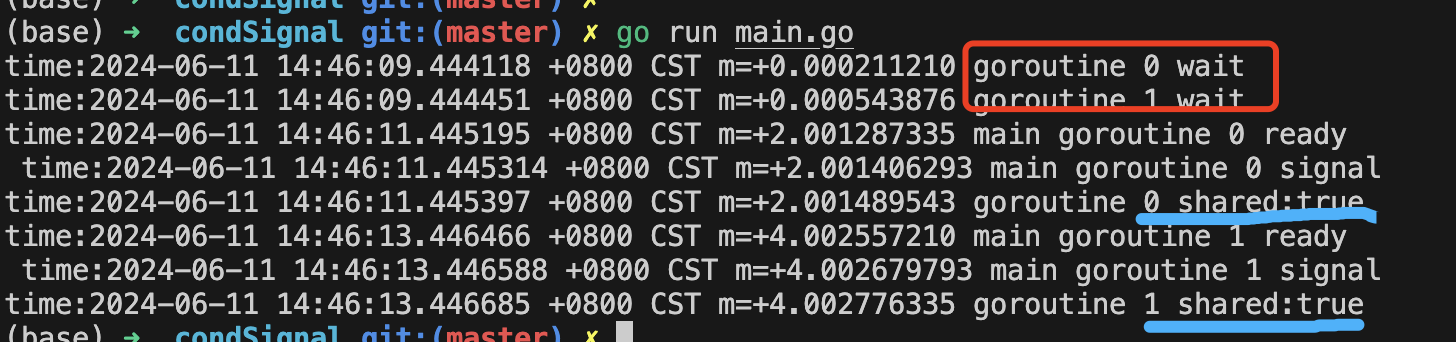 (base) → condSignal git:(master) ✗
(base) → condSignal git:(master) ✗ go run main.go
time:2024-06-11 14:46:09.444118 +0800 CST m=+0.000211210 goroutine 0 wait
time:2024-06-11 14:46:09.444451 +0800 CST m=+0.000543876 goroutine 1 wait
time:2024-06-11 14:46:11.445195 +0800 CST m=+2.001287335 main goroutine 0 ready
 time:2024-06-11 14:46:11.445314 +0800 CST m=+2.001406293 main goroutine 0 signal
time:2024-06-11 14:46:11.445397 +0800 CST m=+2.001489543 goroutine 0 shared:true
time:2024-06-11 14:46:13.446466 +0800 CST m=+4.002557210 main goroutine 1 ready
 time:2024-06-11 14:46:13.446588 +0800 CST m=+4.002679793 main goroutine 1 signal
time:2024-06-11 14:46:13.446685 +0800 CST m=+4.002776335 goroutine 1 shared:true
(base) → condSignal git:(master) ✗